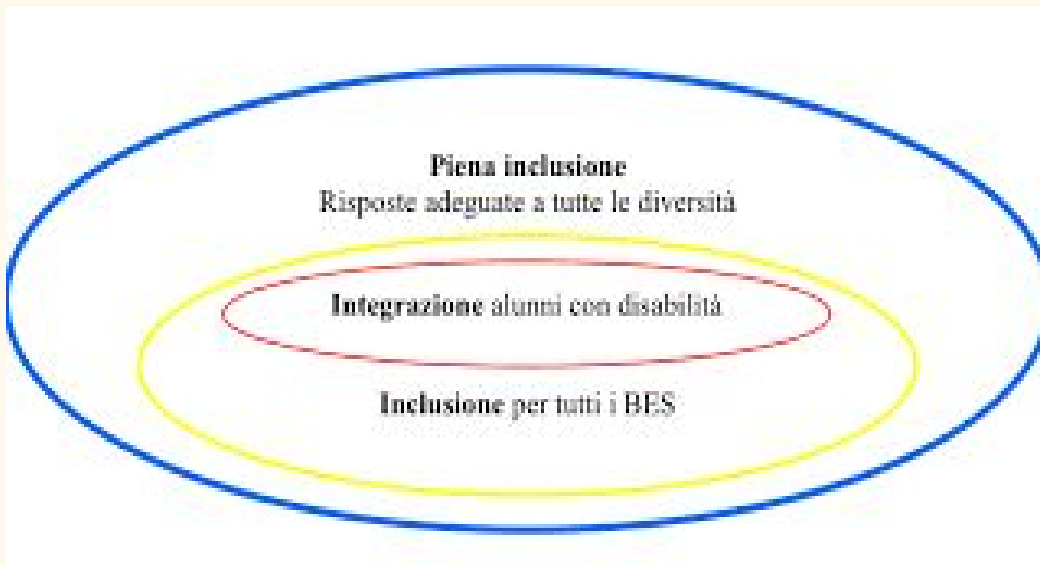 Piena inclusione
Risposte adeguate a tutte le diversità
Integrazione alunni con disabilità
Inclusione per tutti i BES